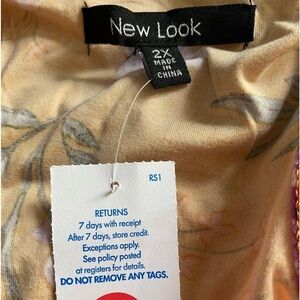 New Look
2X
MADE
IN
CHINA
RS1
RETURNS
7 days with receipt
After 7 days, store credit.
Exceptions apply.
See policy posted
at registers for details.
DO NOT REMOVE ANY TAGS.